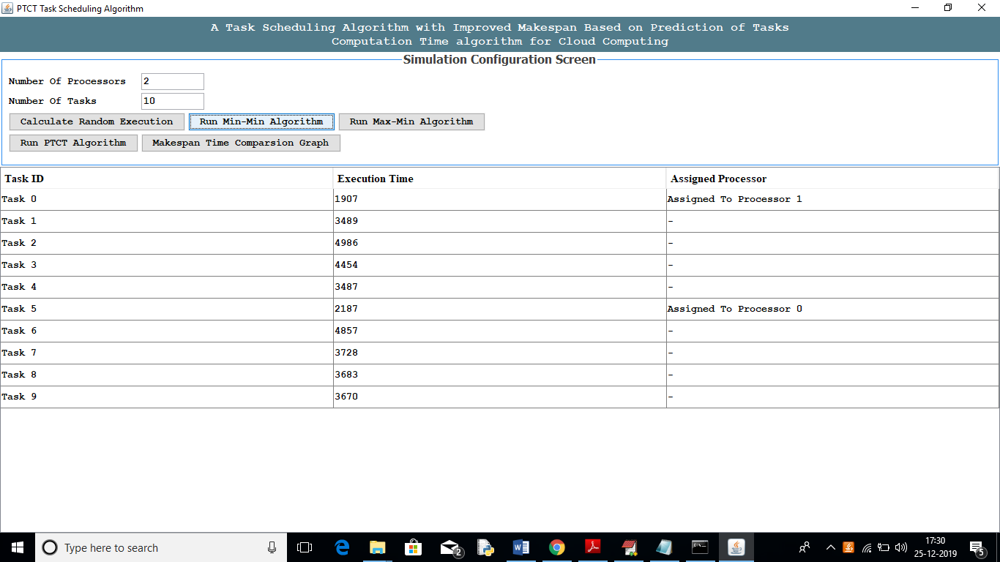 PTCT Task Scheduling Algorithm
A Task Scheduling Algorithm with Improved Makespan Based on Prediction of Tasks
Computation Time algorithm for Cloud Computing
Simulation Configuration Screen
Number Of Processors 2
Number Of Tasks 10
Calculate Random Execution Run Min-Min Algorithm Run Max-Min Algorithm
Run PTCT Algorithm Makespan Time Comparsion Graph
Task ID Execution Time Assigned Processor
Task 0 1907 Assigned To Processor 1
Task 1 3489 -
Task 2 4986 -
Task 3 4454 -
Task 4 3487 -
Task 5 2187 Assigned To Processor 0
Task 6 4857 -
Task 7 3728 -
Task 8 3683 -
Task 9 3670 -
Type here to search 2 17:30 5
25-12-2019